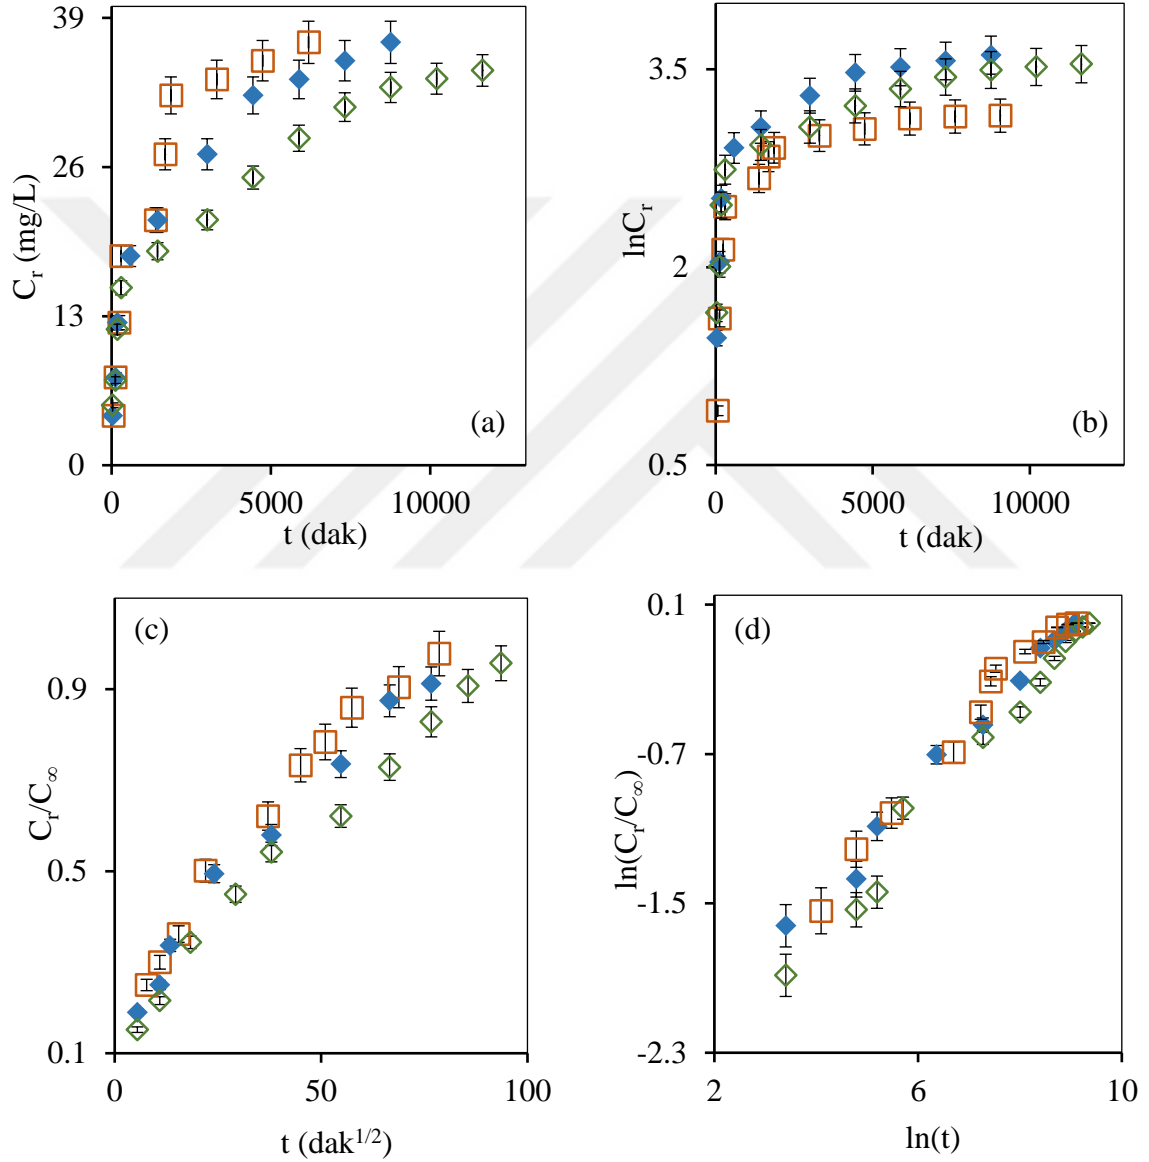 39
26
13
0
C_r (mg/L)
(a)
0 5000 10000
t (dak)
3.5
2
0.5
lnC_r
(b)
0 5000 10000
t (dak)
0.9
0.5
0.1
C_r/C_∞
(c)
0 50 100
t (dak^1/2)
0.1
-0.7
-1.5
-2.3
ln(C_r/C_∞)
(d)
2 6 10
ln(t)